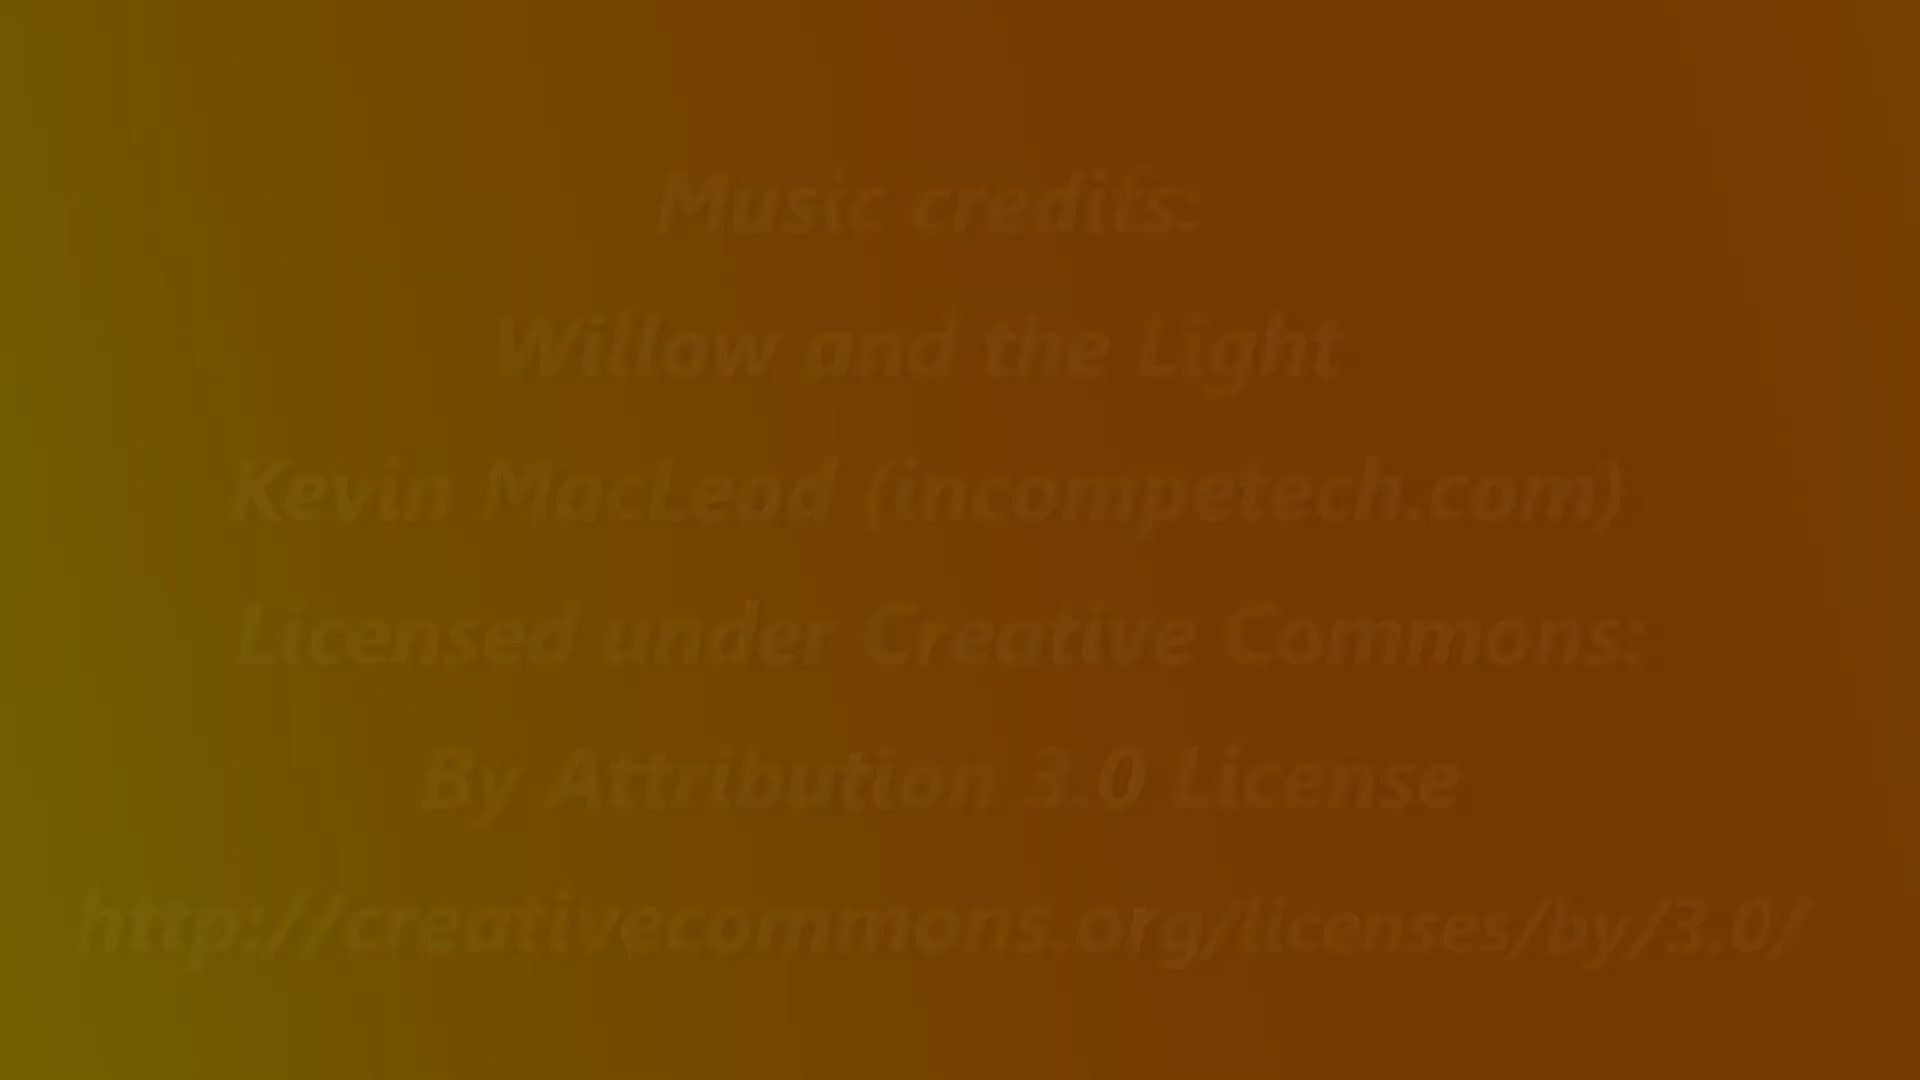 Music credits:
Willow and the Light
Kevin MacLeod (incompetech.com)
Licensed under Creative Commons:
By Attribution 3.0 License
http://creativecommons.org/licenses/by/3.0/